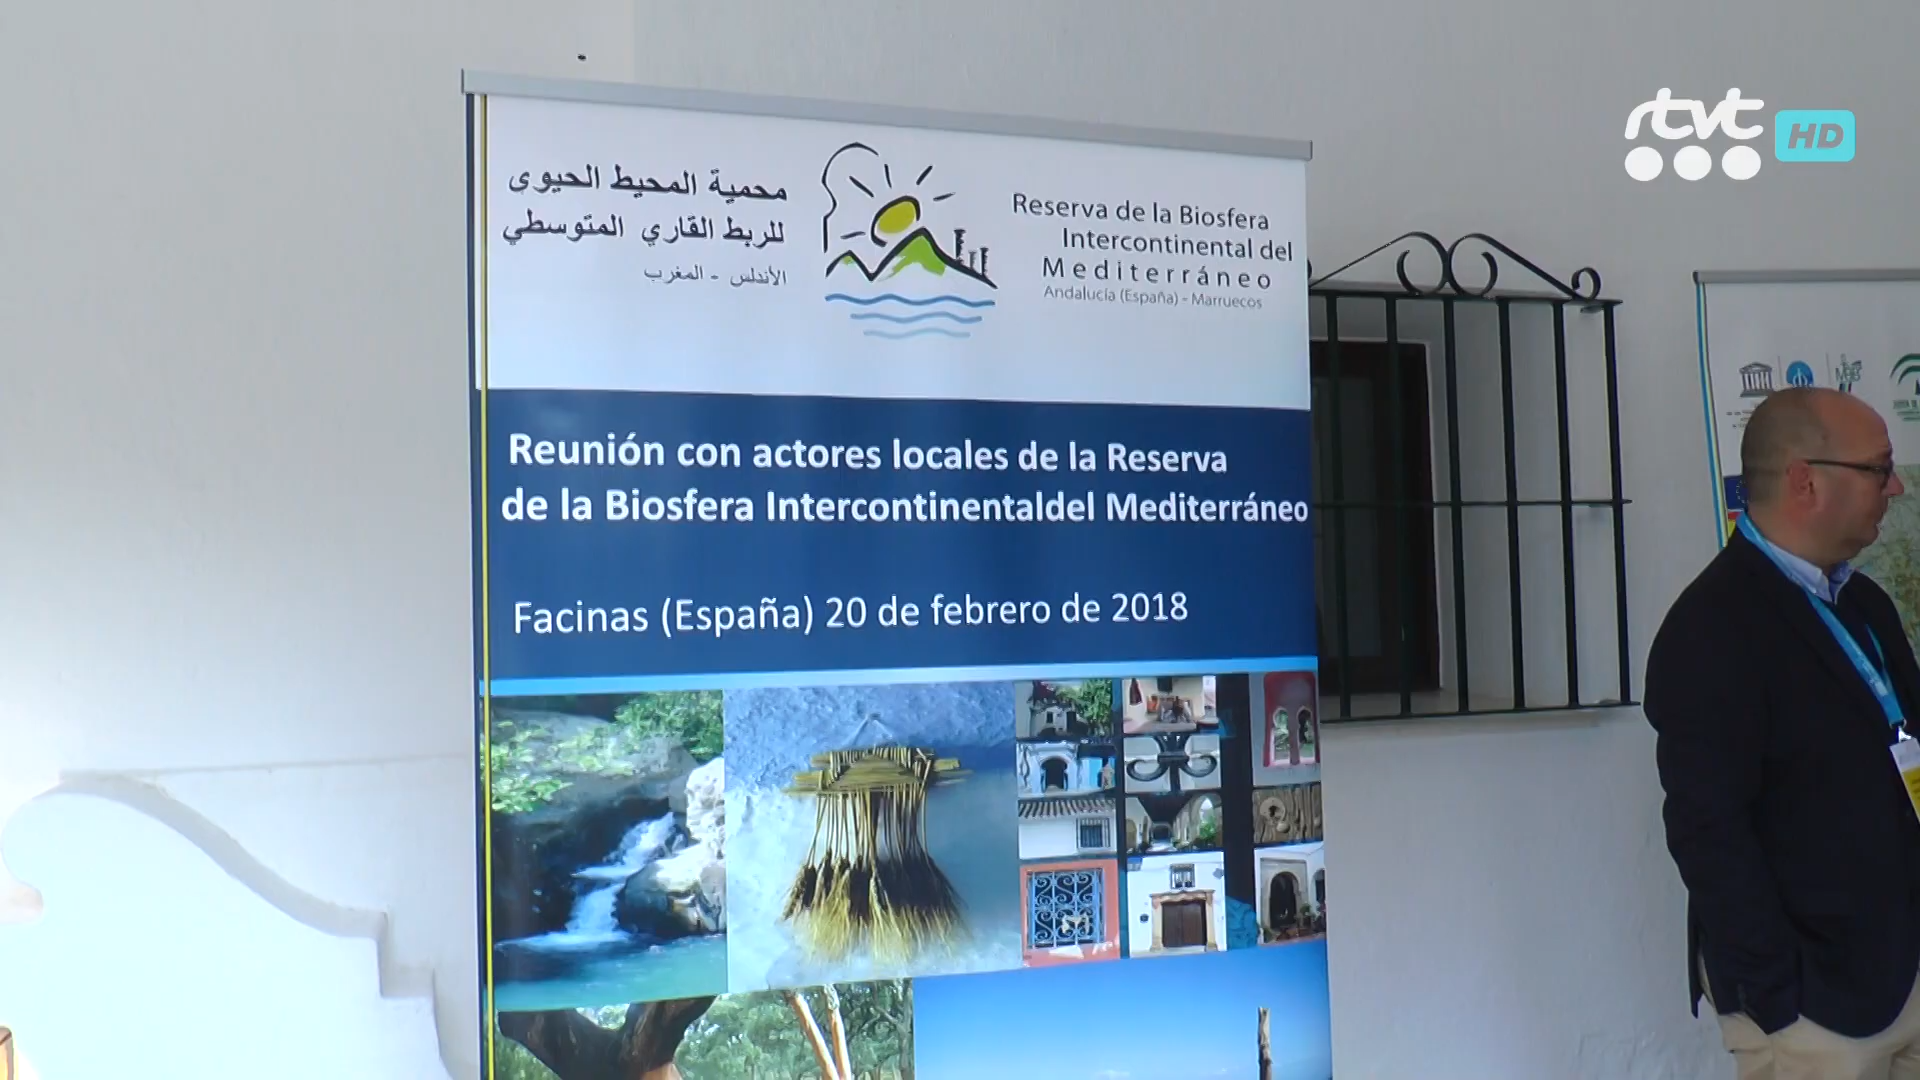 محمية المحيط الحيوى
للربط القاري المتوسطي
الأندلس - المغرب
Reserva de la Biosfera
Intercontinental del
Mediterráneo
Andalucía (España) - Marruecos
rtvt HD
Reunión con actores locales de la Reserva
de la Biosfera Intercontinentaldel Mediterráneo
Facinas (España) 20 de febrero de 2018